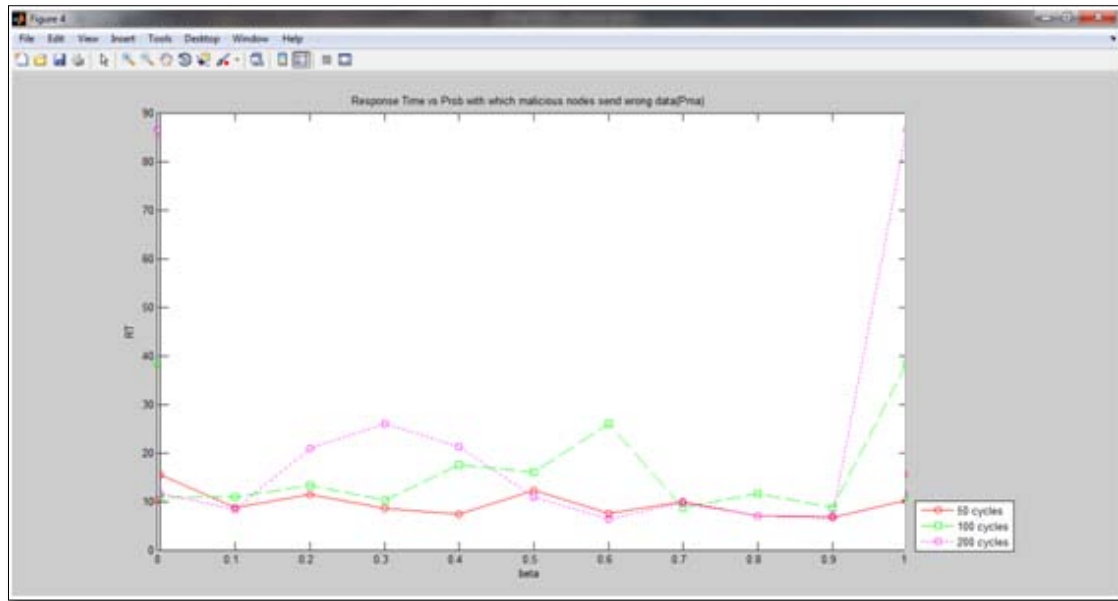 Figure 4
File Edit View Insert Tools Desktop Window Help
Response Time vs Prob with which malicious nodes send wrong data(Pma)
90
80
70
60
50
40
30
20
10
0
RT
0 0.1 0.2 0.3 0.4 0.5 0.6 0.7 0.8 0.9 1
beta
50 cycles
100 cycles
200 cycles